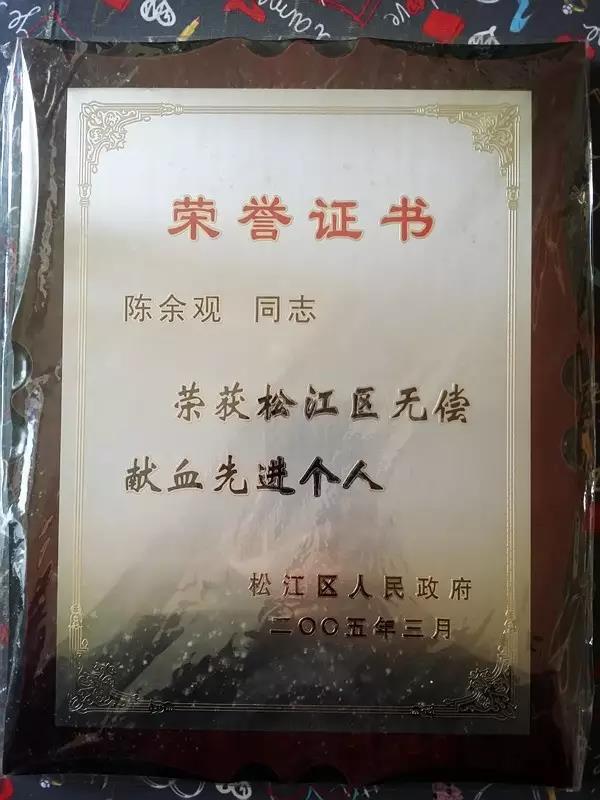 荣誉证书
陈余观 同志
荣获松江区无偿
献血先进个人
松江区人民政府
二〇〇五年三月